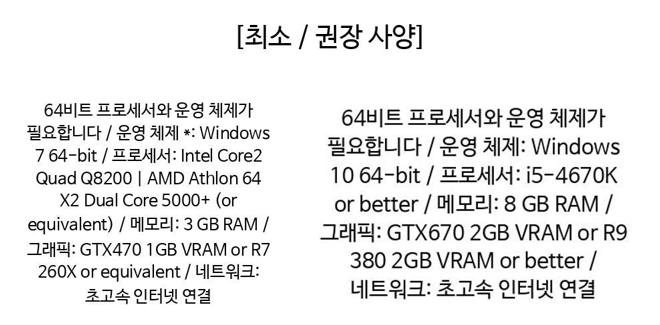 [최소 / 권장 사양]
64비트 프로세서와 운영 체제가
필요합니다 / 운영 체제 *: Windows
7 64-bit / 프로세서: Intel Core2
Quad Q8200 | AMD Athlon 64
X2 Dual Core 5000+ (or
equivalent) / 메모리: 3 GB RAM /
그래픽: GTX470 1GB VRAM or R7
260X or equivalent / 네트워크:
초고속 인터넷 연결
64비트 프로세서와 운영 체제가
필요합니다 / 운영 체제: Windows
10 64-bit / 프로세서: i5-4670K
or better / 메모리: 8 GB RAM /
그래픽: GTX670 2GB VRAM or R9
380 2GB VRAM or better /
네트워크: 초고속 인터넷 연결